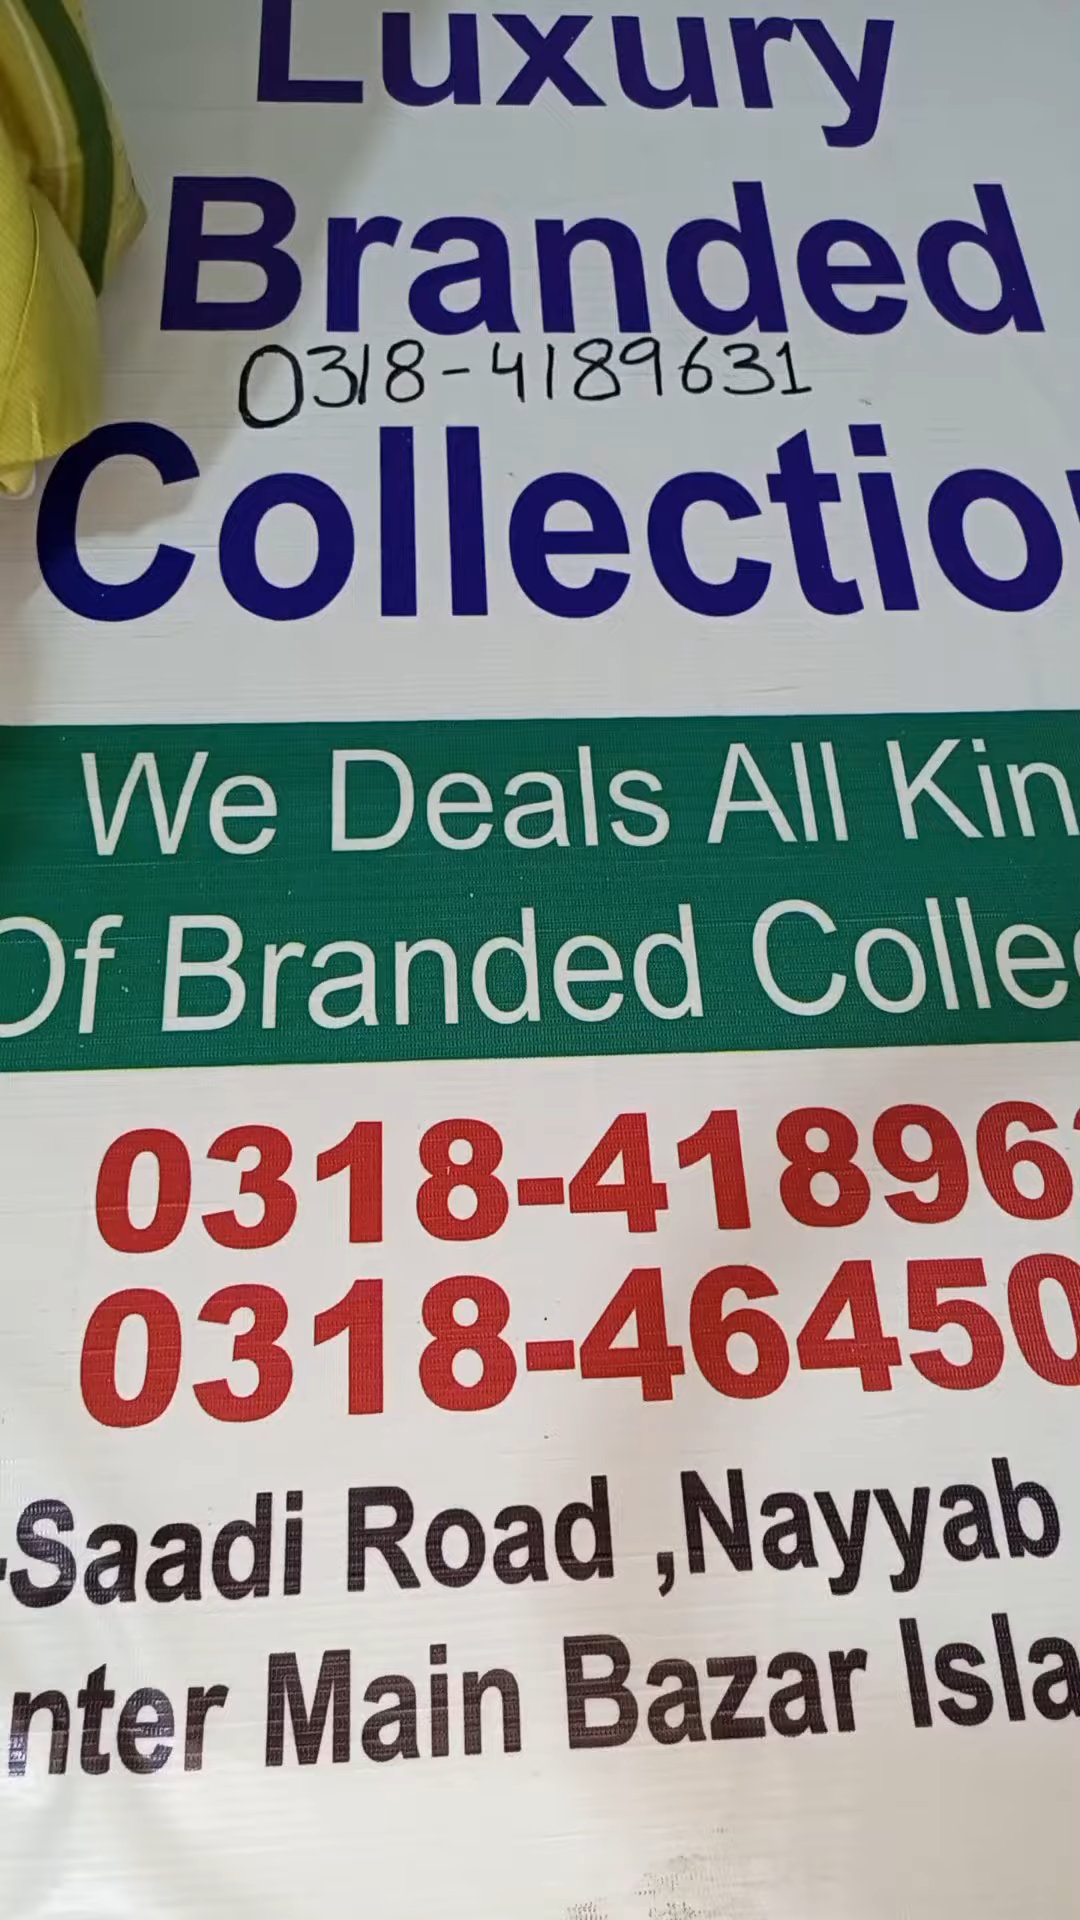 Luxury
Branded
0318-4189631
Collection
We Deals All Kin
Of Branded Collec
0318-41896
0318-46450
-Saadi Road ,Nayyab
nter Main Bazar Isla